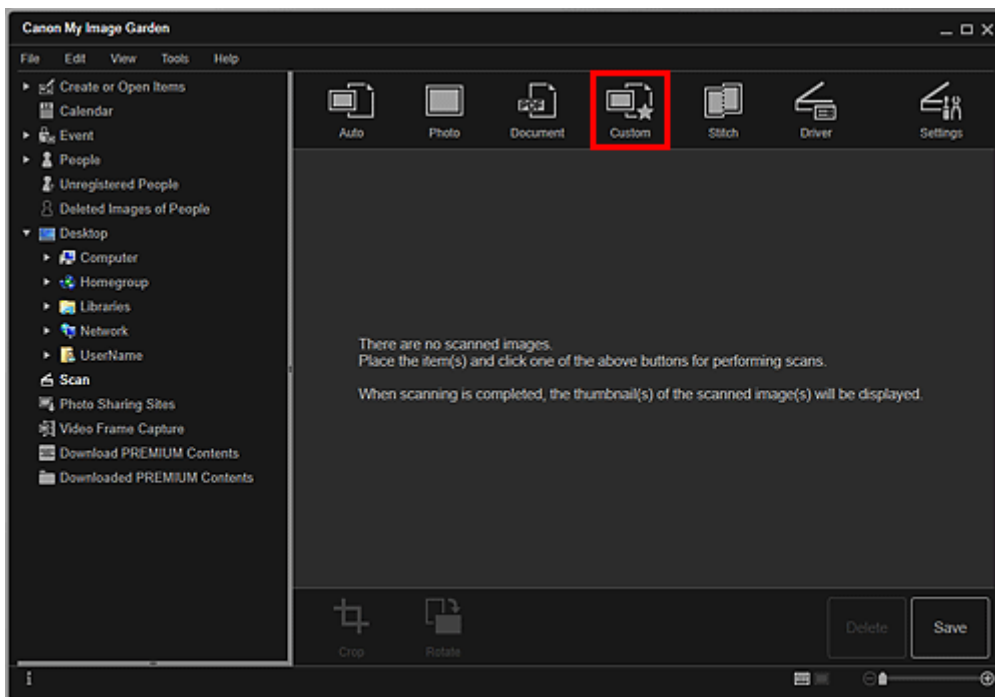 Canon My Image Garden
File Edit View Tools Help
Create or Open Items
Calendar
Event
People
Unregistered People
Deleted Images of People
Desktop
Computer
Homegroup
Libraries
Network
UserName
Scan
Photo Sharing Sites
Video Frame Capture
Download PREMIUM Contents
Downloaded PREMIUM Contents
PDF
Auto Photo Document Custom Stitch Driver Settings
There are no scanned images.
Place the item(s) and click one of the above buttons for performing scans.
When scanning is completed, the thumbnail(s) of the scanned image(s) will be displayed.
Crop Rotate Delete Save